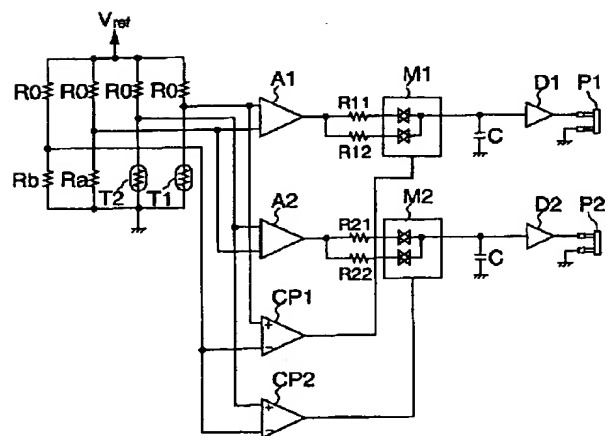 Vref
R0 R0 R0 R0
Rb Ra T2 T1
A1
R11
R12
M1
C
D1
P1
A2
R21
R22
M2
C
D2
P2
CP1
+
−
CP2
+
−